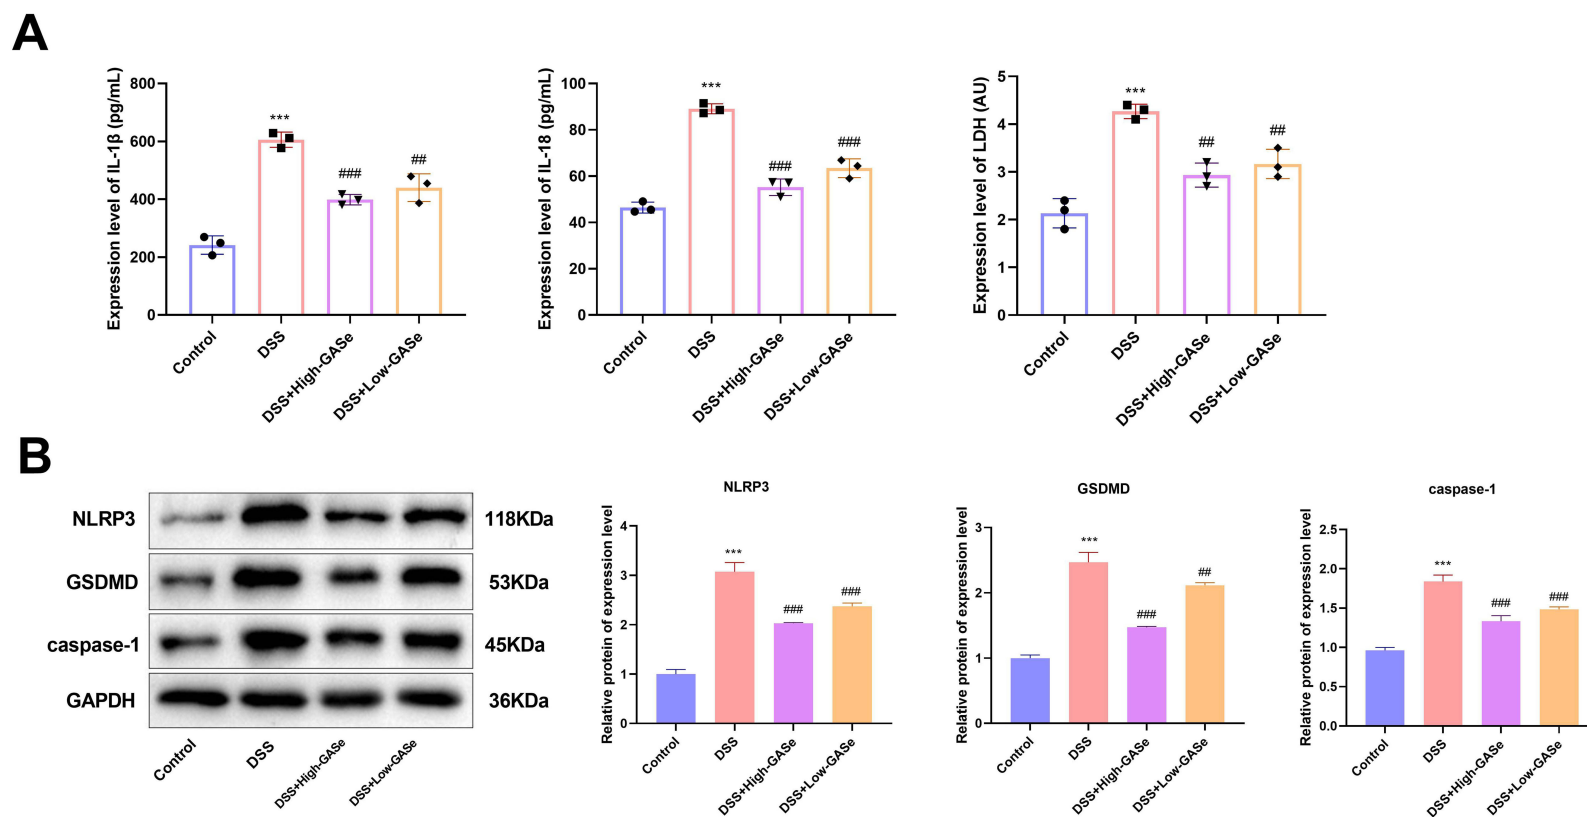 A
Expression level of IL-1β (pg/mL)
800
600
400
200
0
***
###
##
Control
DSS
DSS+High-GASe
DSS+Low-GASe
Expression level of IL-18 (pg/mL)
100
80
60
40
20
0
***
###
###
Control
DSS
DSS+High-GASe
DSS+Low-GASe
Expression level of LDH (AU)
5
4
3
2
1
0
***
##
##
Control
DSS
DSS+High-GASe
DSS+Low-GASe
B
NLRP3 118KDa
GSDMD 53KDa
caspase-1 45KDa
GAPDH 36KDa
Control
DSS
DSS+High-GASe
DSS+Low-GASe
NLRP3
Relative protein of expression level
4
3
2
1
0
***
###
###
Control
DSS
DSS+High-GASe
DSS+Low-GASe
GSDMD
Relative protein of expression level
3
2
1
0
***
###
##
Control
DSS
DSS+High-GASe
DSS+Low-GASe
caspase-1
Relative protein of expression level
2.5
2.0
1.5
1.0
0.5
0.0
***
###
###
Control
DSS
DSS+High-GASe
DSS+Low-GASe